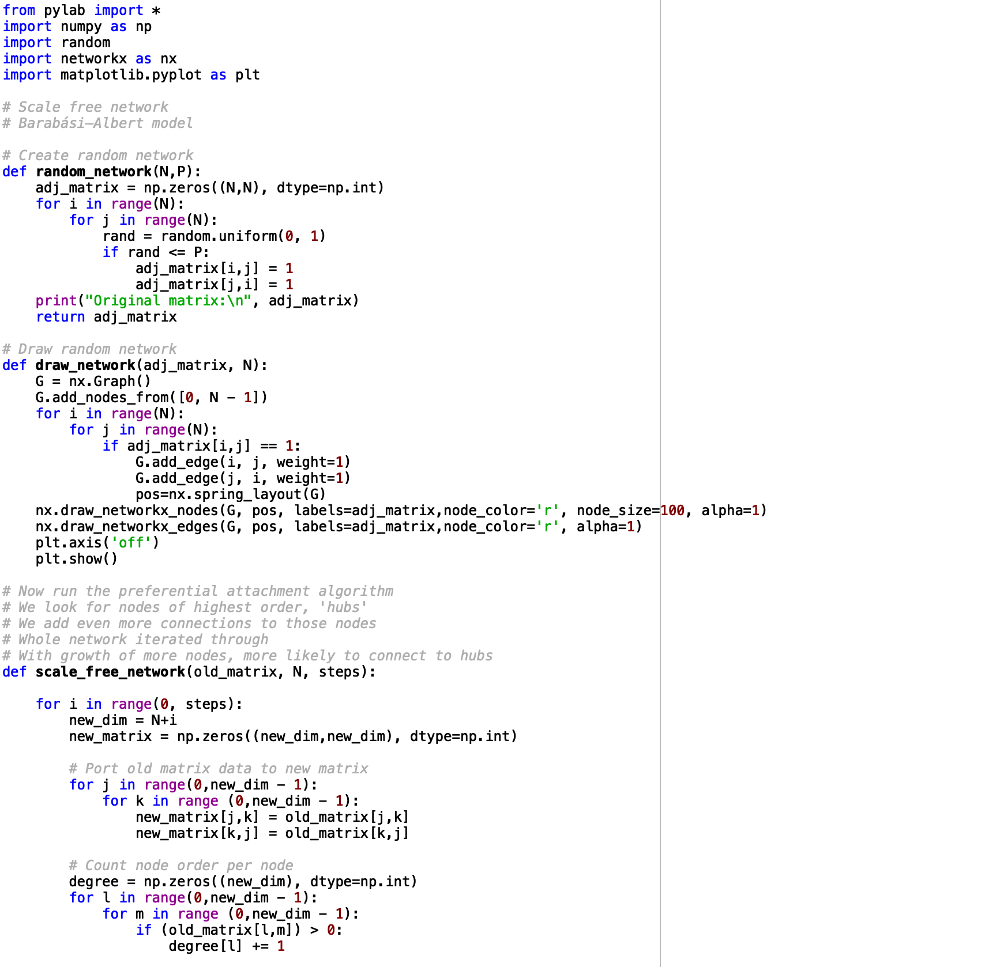 from pylab import *
import numpy as np
import random
import networkx as nx
import matplotlib.pyplot as plt

# Scale free network
# Barabási–Albert model

# Create random network
def random_network(N,P):
    adj_matrix = np.zeros((N,N), dtype=np.int)
    for i in range(N):
        for j in range(N):
            rand = random.uniform(0, 1)
            if rand <= P:
                adj_matrix[i,j] = 1
                adj_matrix[j,i] = 1
    print("Original matrix:\n", adj_matrix)
    return adj_matrix

# Draw random network
def draw_network(adj_matrix, N):
    G = nx.Graph()
    G.add_nodes_from([0, N - 1])
    for i in range(N):
        for j in range(N):
            if adj_matrix[i,j] == 1:
                G.add_edge(i, j, weight=1)
                G.add_edge(j, i, weight=1)
                pos=nx.spring_layout(G)
    nx.draw_networkx_nodes(G, pos, labels=adj_matrix,node_color='r', node_size=100, alpha=1)
    nx.draw_networkx_edges(G, pos, labels=adj_matrix,node_color='r', alpha=1)
    plt.axis('off')
    plt.show()

# Now run the preferential attachment algorithm
# We look for nodes of highest order, 'hubs'
# We add even more connections to those nodes
# Whole network iterated through
# With growth of more nodes, more likely to connect to hubs
def scale_free_network(old_matrix, N, steps):

    for i in range(0, steps):
        new_dim = N+i
        new_matrix = np.zeros((new_dim,new_dim), dtype=np.int)

        # Port old matrix data to new matrix
        for j in range(0,new_dim - 1):
            for k in range (0,new_dim - 1):
                new_matrix[j,k] = old_matrix[j,k]
                new_matrix[k,j] = old_matrix[k,j]

        # Count node order per node
        degree = np.zeros((new_dim), dtype=np.int)
        for l in range(0,new_dim - 1):
            for m in range (0,new_dim - 1):
                if (old_matrix[l,m]) > 0:
                    degree[l] += 1